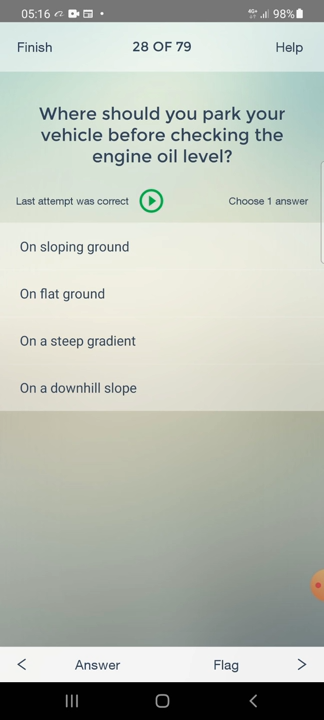 05:16 4G+ 98%
Finish 28 OF 79 Help
Where should you park your
vehicle before checking the
engine oil level?
Last attempt was correct Choose 1 answer
On sloping ground
On flat ground
On a steep gradient
On a downhill slope
< Answer Flag >